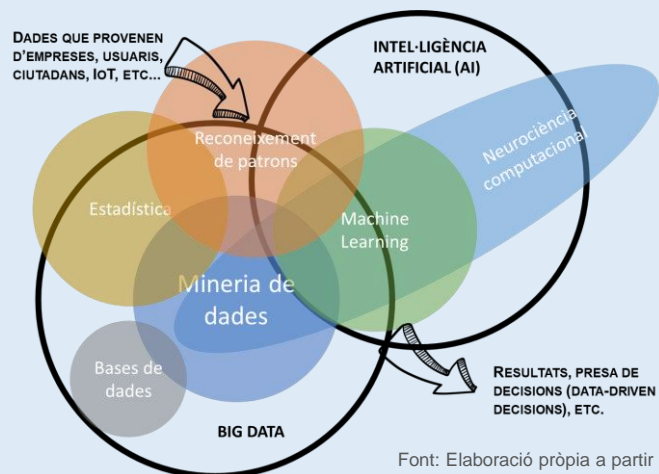 DADES QUE PROVENEN
D'EMPRESES, USUARIS,
CIUTADANS, IOT, ETC...
INTEL·LIGÈNCIA
ARTIFICIAL (AI)
Reconeixement
de patrons
Neurociència
computacional
Estadística
Machine
Learning
Mineria de
dades
Bases de
dades
RESULTATS, PRESA DE
DECISIONS (DATA-DRIVEN
DECISIONS), ETC.
BIG DATA
Font: Elaboració pròpia a partir